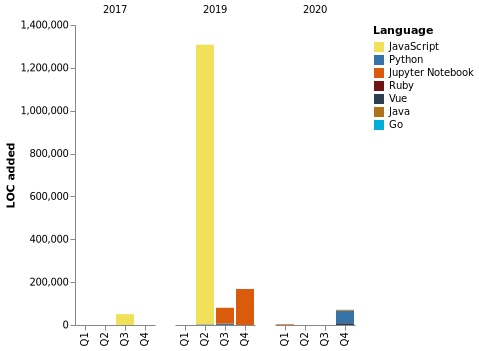 2017 2019 2020
1,400,000
1,200,000
1,000,000
800,000
600,000
400,000
200,000
0
LOC added
Q1 Q2 Q3 Q4 Q1 Q2 Q3 Q4 Q1 Q2 Q3 Q4
Language
JavaScript
Python
Jupyter Notebook
Ruby
Vue
Java
Go